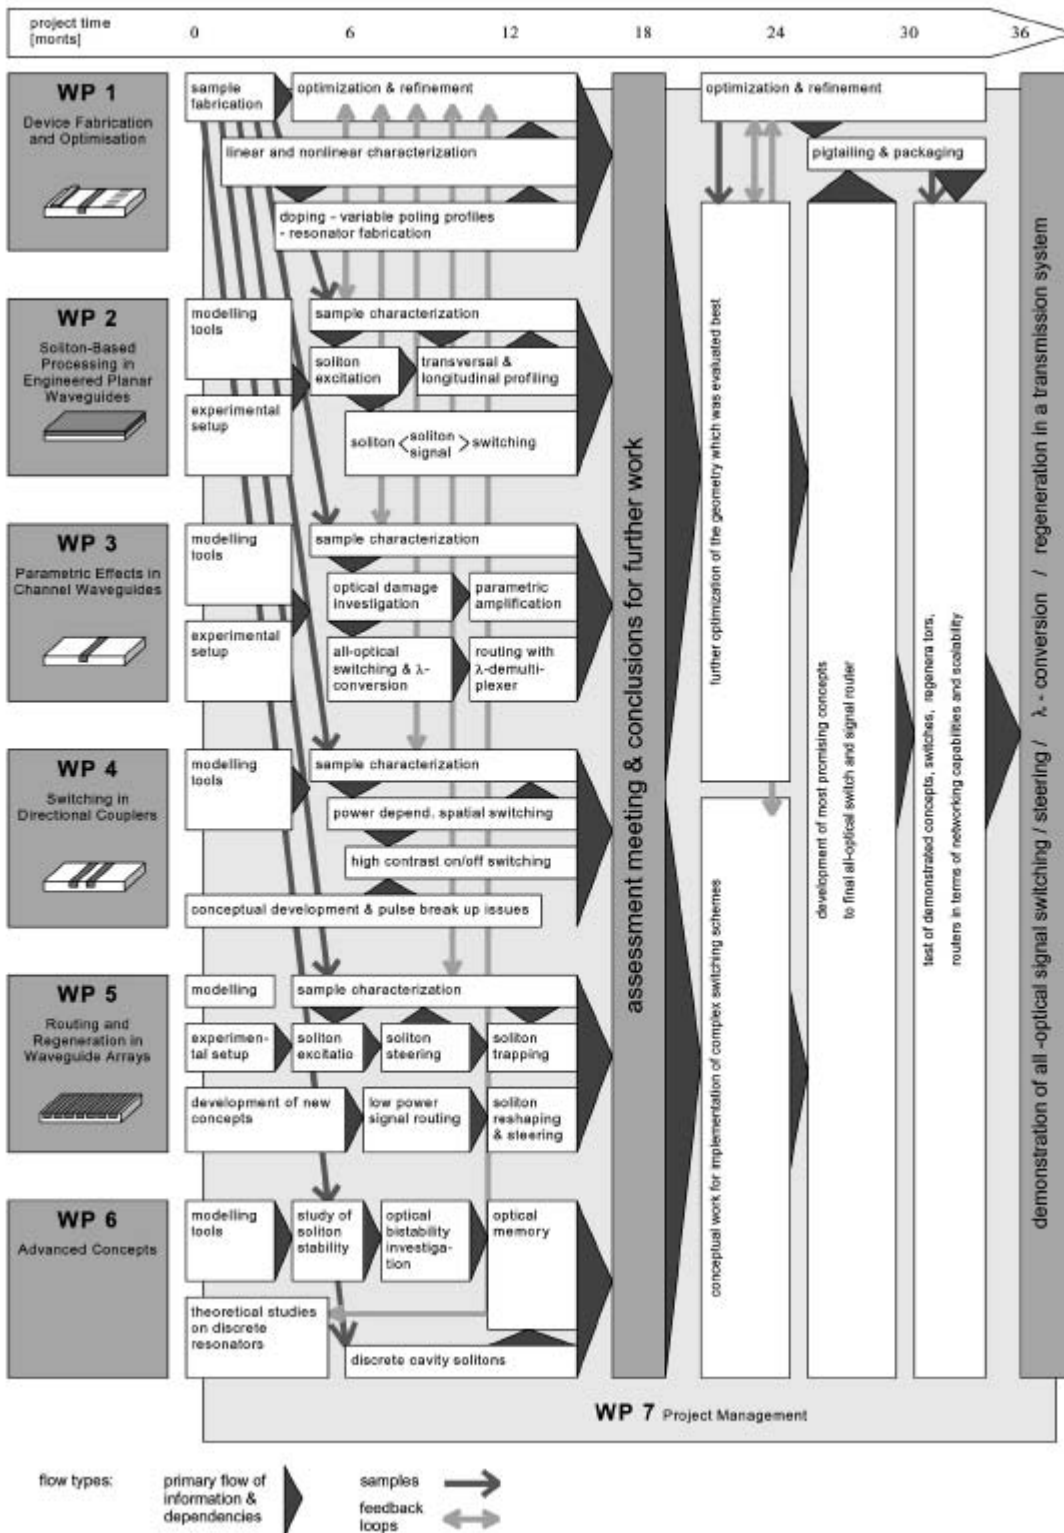 project time
[monts]
0
6
12
18
24
30
36
WP 1
Device Fabrication
and Optimisation
sample
fabrication
optimization & refinement
linear and nonlinear characterization
doping - variable poling profiles
- resonator fabrication
optimization & refinement
pigtailing & packaging
WP 2
Soliton-Based
Processing in
Engineered Planar
Waveguides
modelling
tools
experimental
setup
sample characterization
soliton
excitation
transversal &
longitudinal profiling
soliton < soliton
signal > switching
WP 3
Parametric Effects in
Channel Waveguides
modelling
tools
experimental
setup
sample characterization
optical damage
investigation
parametric
amplification
all-optical
switching & λ-
conversion
routing with
λ-demulti-
plexer
WP 4
Switching in
Directional Couplers
modelling
tools
sample characterization
power depend. spatial switching
high contrast on/off switching
conceptual development & pulse break up issues
WP 5
Routing and
Regeneration in
Waveguide Arrays
modelling
sample characterization
experimen-
tal setup
soliton
excitatio
soliton
steering
soliton
trapping
development of new
concepts
low power
signal routing
soliton
reshaping
& steering
WP 6
Advanced Concepts
modelling
tools
study of
soliton
stability
optical
bistability
investiga-
tion
optical
memory
theoretical studies
on discrete
resonators
discrete cavity solitons
assessment meeting & conclusions for further work
further optimization of the geometry which was evaluated best
conceptual work for implementation of complex switching schemes
development of most promising concepts
to final all-optical switch and signal router
test of demonstrated concepts, switches, regenera tors,
routers in terms of networking capabilities and scalability
demonstration of all-optical signal switching / steering / λ - conversion / regeneration in a transmission system
WP 7 Project Management
flow types:
primary flow of
information &
dependencies
samples
feedback
loops